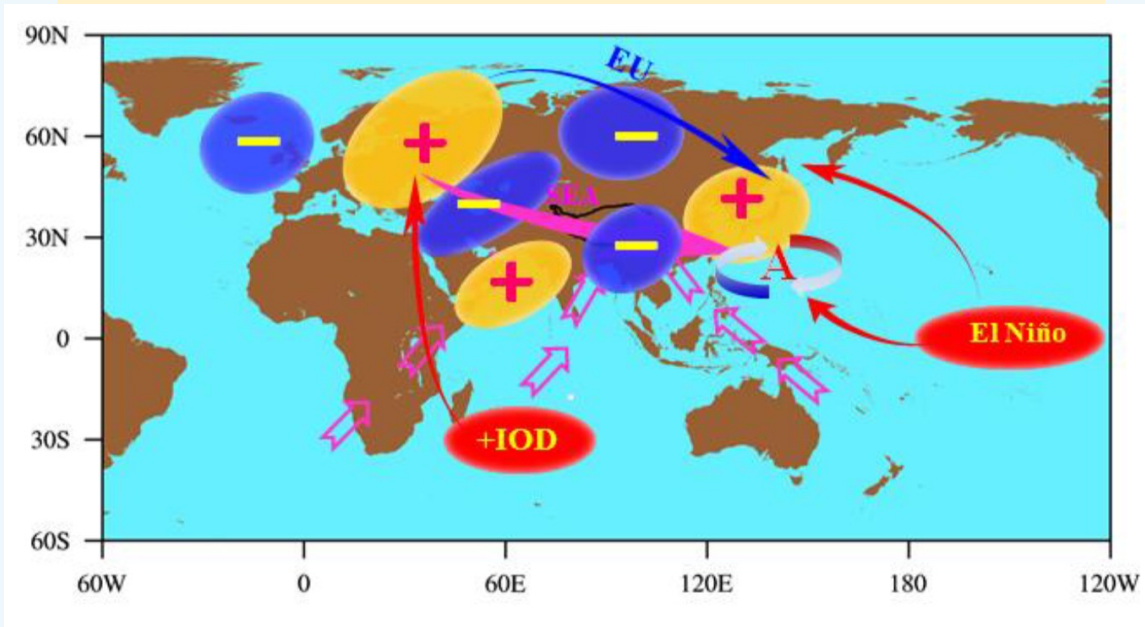 90N
60N
30N
0
30S
60S
60W
0
60E
120E
180
120W
EU
SEA
A
El Niño
+IOD
+
+
+
−
−
−
−